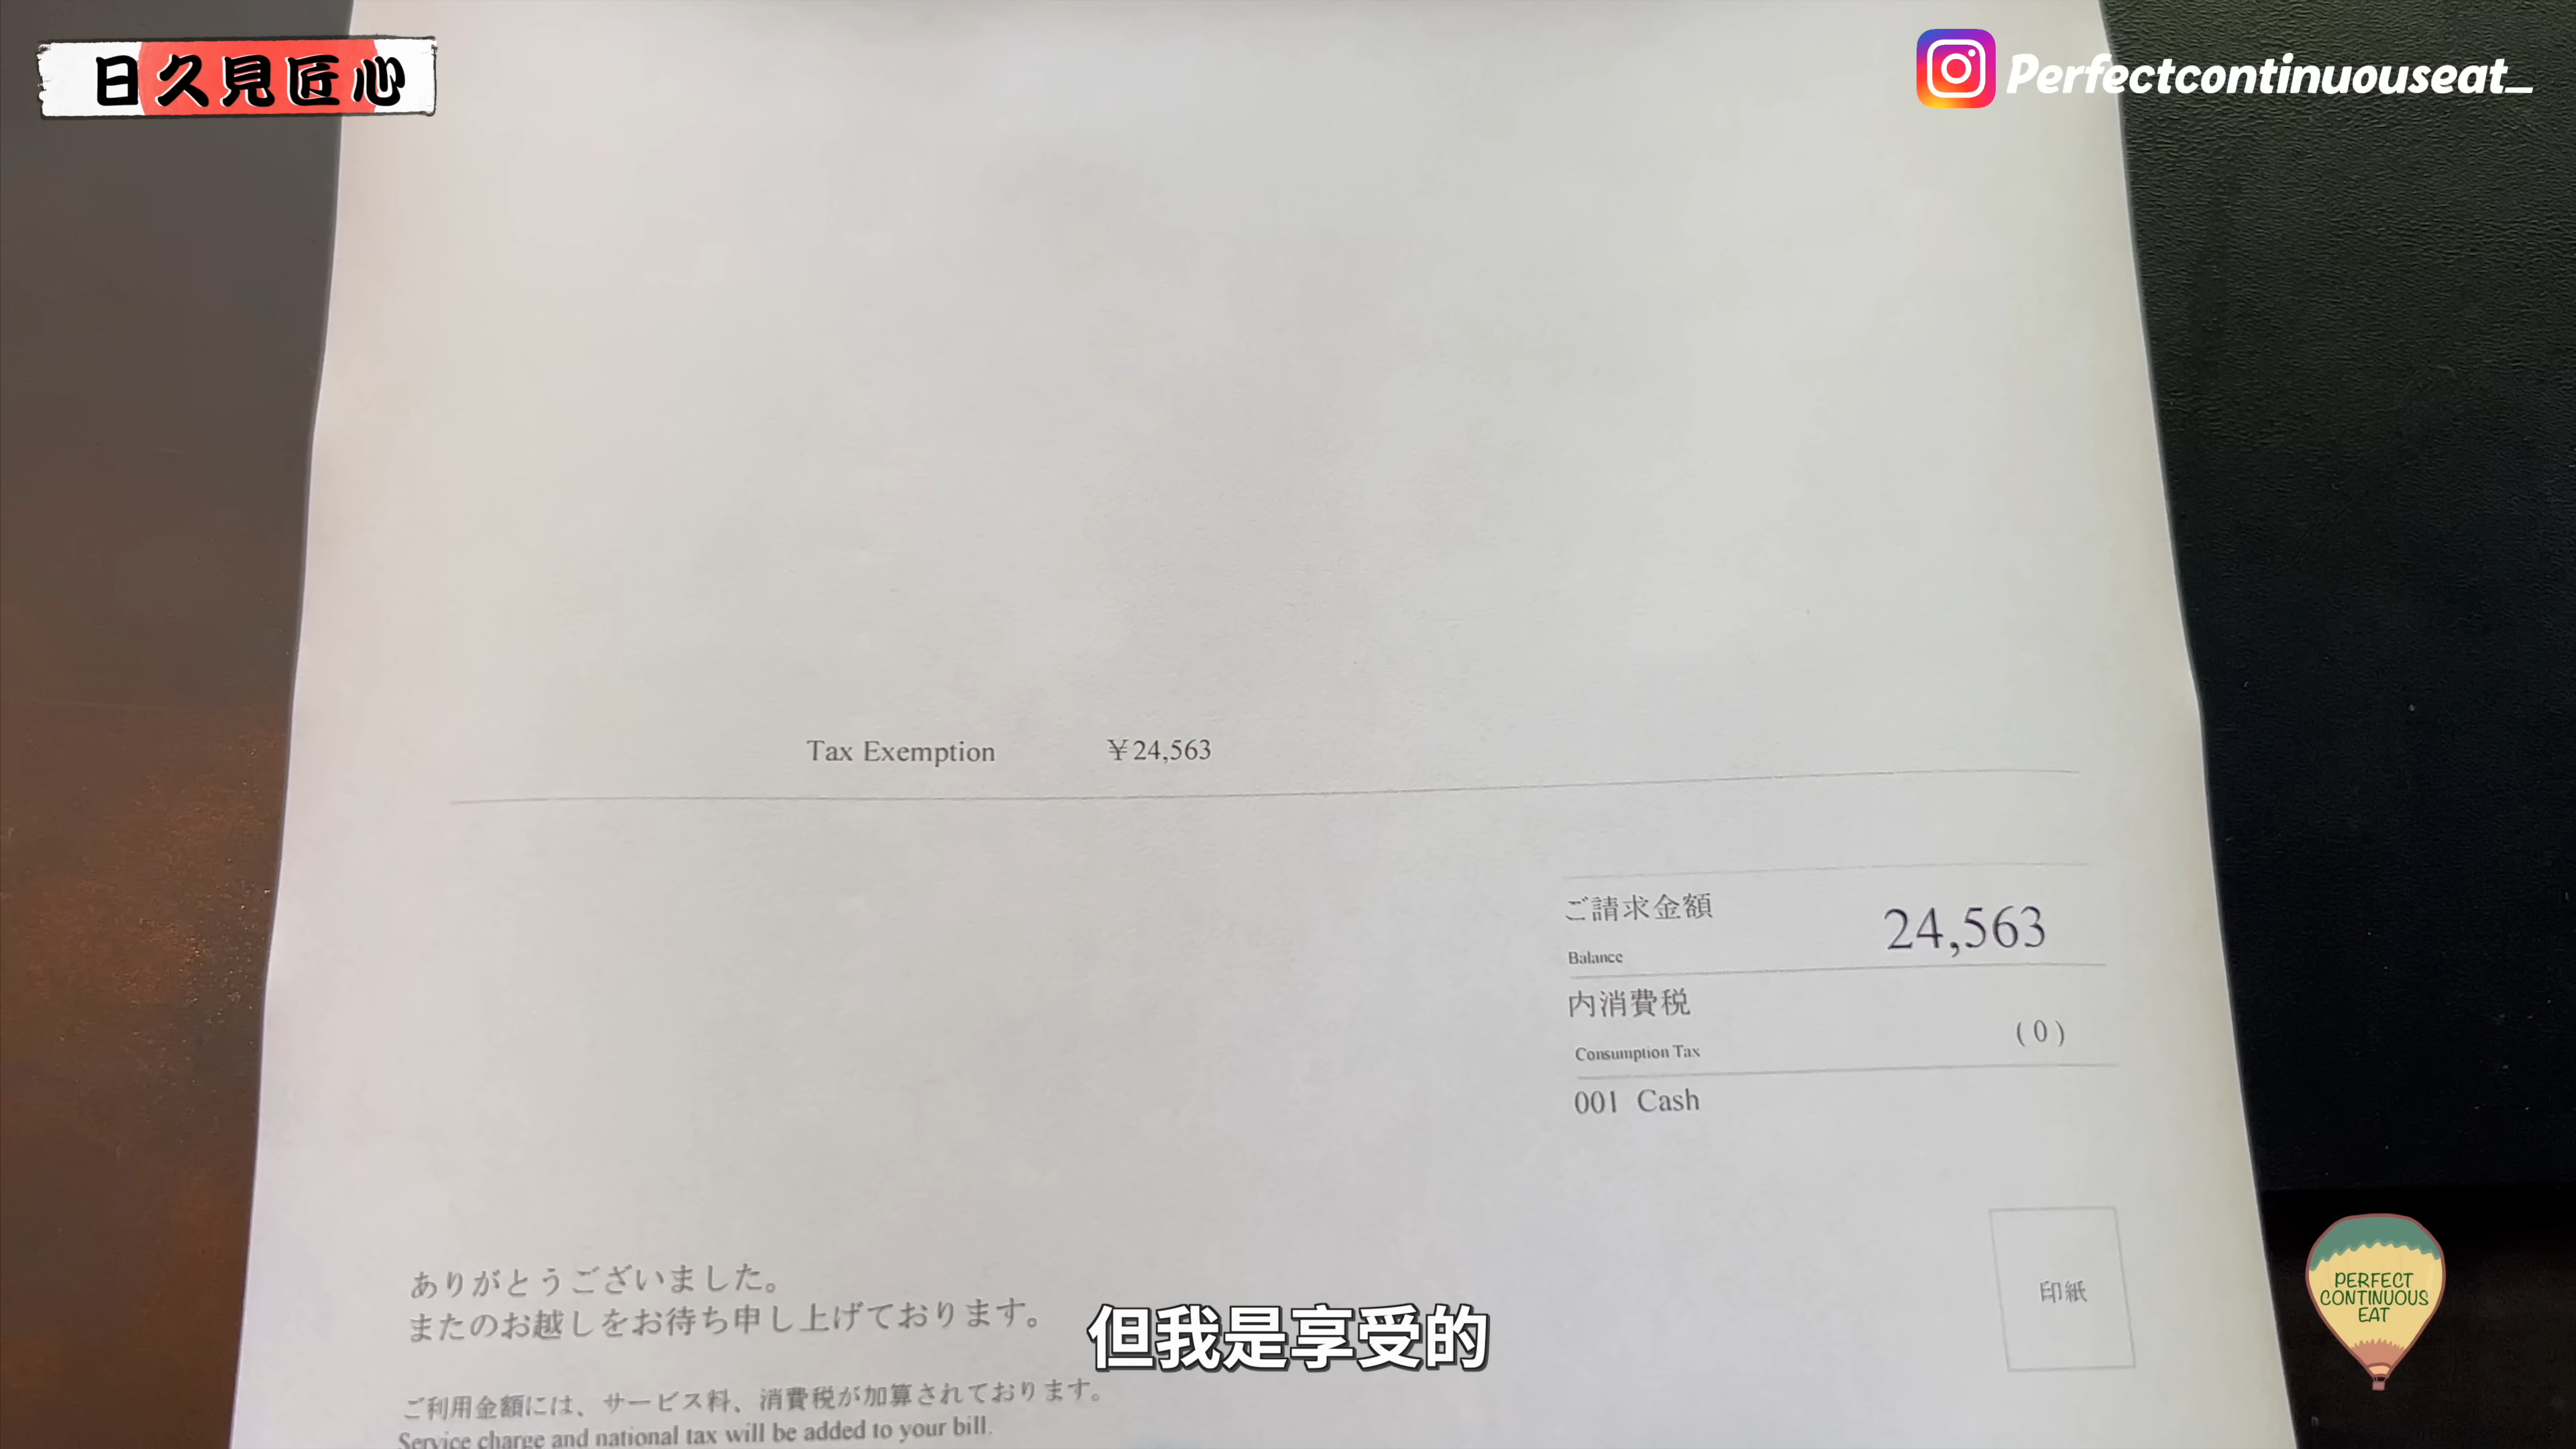 日久見匠心
Perfectcontinuouseat_
Tax Exemption ￥24,563
ご請求金額
Balance
24,563
内消費税
Consumption Tax
(0)
001 Cash
印紙
ありがとうございました。
またのお越しをお待ち申し上げております。
但我是享受的
ご利用金額には、サービス料、消費税が加算されております。
Service charge and national tax will be added to your bill.
PERFECT
CONTINUOUS
EAT